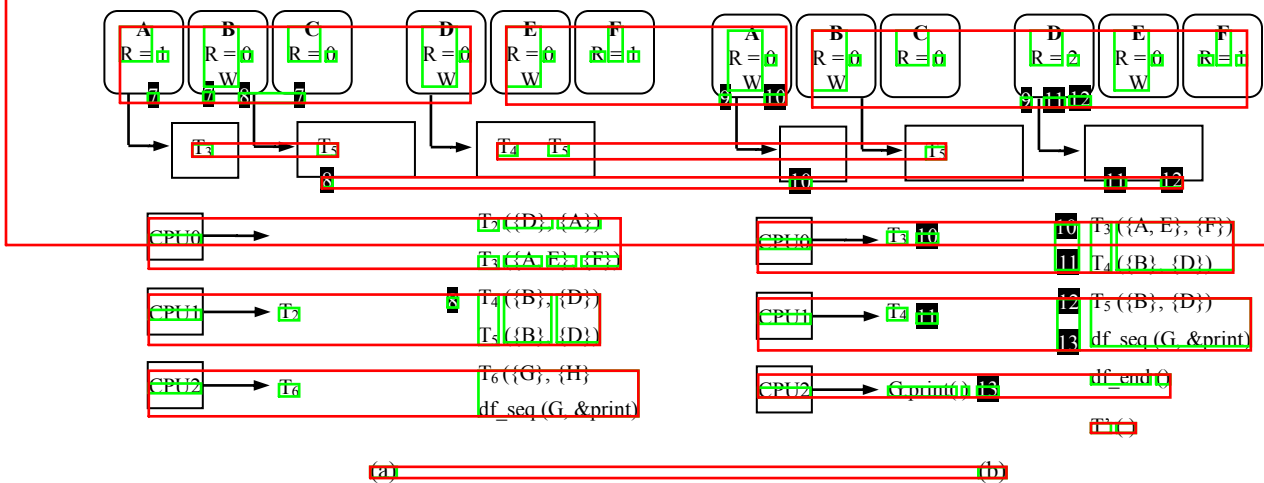 A B C D E F A B C D E F
R = 1 R = 0 R = 0 R = 0 R = 0 R = 1 R = 0 R = 0 R = 0 R = 2 R = 0 R = 1
W W W W W
7 7 8 7 9 10 9 11 12
T3 T5 T4 T5 T5
8 10 11 12
CPU0 T2 ({D}, {A})
T3 ({A, E}, {F})
CPU1 T2 8 T4 ({B}, {D})
T5 ({B}, {D})
CPU2 T6 T6 ({G}, {H}
df_seq (G, &print)
CPU0 T3 10 10 T3 ({A, E}, {F})
11 T4 ({B}, {D})
CPU1 T4 11 12 T5 ({B}, {D})
13 df_seq (G, &print)
CPU2 G.print( ) 13 df_end ()
T' ( )
(a) (b)